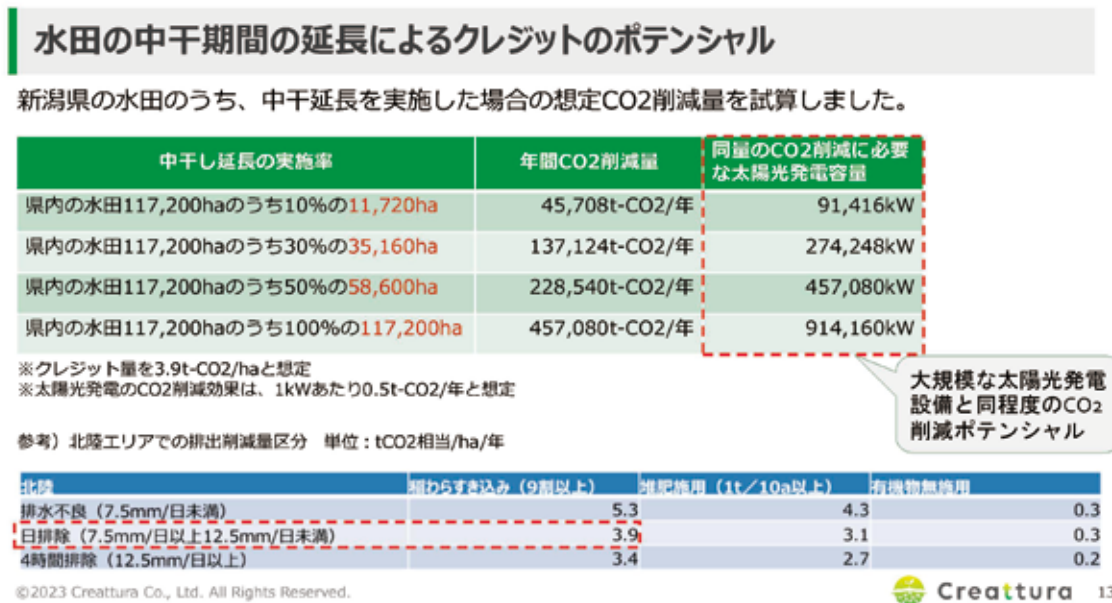 水田の中干期間の延長によるクレジットのポテンシャル
新潟県の水田のうち、中干延長を実施した場合の想定CO2削減量を試算しました。
中干し延長の実施率 年間CO2削減量 同量のCO2削減に必要
な太陽光発電容量
県内の水田117,200haのうち10%の11,720ha 45,708t-CO2/年 91,416kW
県内の水田117,200haのうち30%の35,160ha 137,124t-CO2/年 274,248kW
県内の水田117,200haのうち50%の58,600ha 228,540t-CO2/年 457,080kW
県内の水田117,200haのうち100%の117,200ha 457,080t-CO2/年 914,160kW
※クレジット量を3.9t-CO2/haと想定
※太陽光発電のCO2削減効果は、1kWあたり0.5t-CO2/年と想定
大規模な太陽光発電
設備と同程度のCO2
削減ポテンシャル
参考）北陸エリアでの排出削減量区分 単位：tCO2相当/ha/年
北陸 稲わらすき込み（9割以上） 堆肥施用（1t／10a以上） 有機物無施用
排水不良（7.5mm/日未満） 5.3 4.3 0.3
日排除（7.5mm/日以上12.5mm/日未満） 3.9 3.1 0.3
4時間排除（12.5mm/日以上） 3.4 2.7 0.2
©2023 Creattura Co., Ltd. All Rights Reserved.
Creattura 13